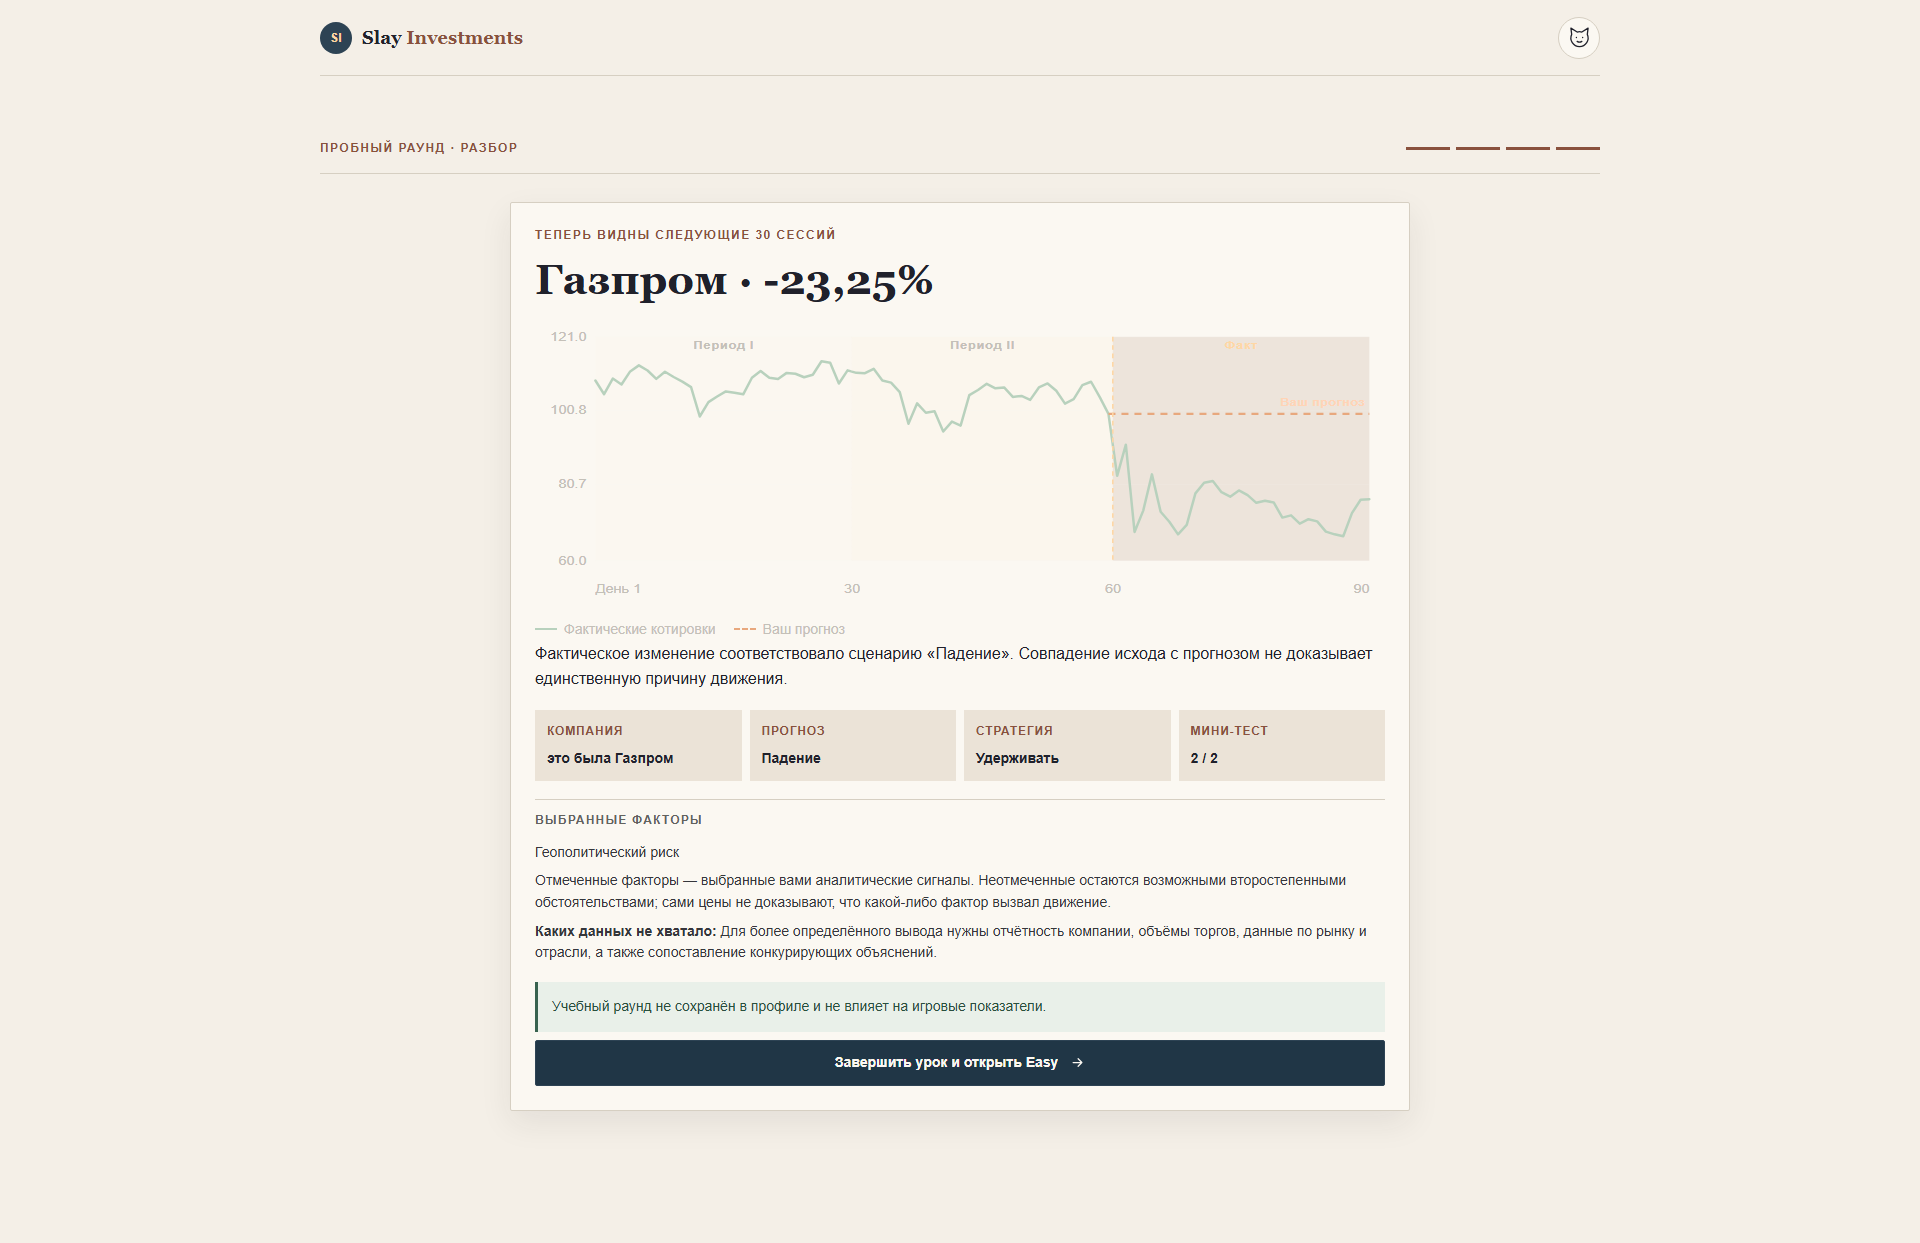 SI Slay Investments
ПРОБНЫЙ РАУНД · РАЗБОР
ТЕПЕРЬ ВИДНЫ СЛЕДУЮЩИЕ 30 СЕССИЙ
Газпром · -23,25%
121.0
Период I
Период II
Факт
100.8
Ваш прогноз
80.7
60.0
День 1
30
60
90
Фактические котировки
Ваш прогноз
Фактическое изменение соответствовало сценарию «Падение». Совпадение исхода с прогнозом не доказывает
единственную причину движения.
КОМПАНИЯ
это была Газпром
ПРОГНОЗ
Падение
СТРАТЕГИЯ
Удерживать
МИНИ-ТЕСТ
2 / 2
ВЫБРАННЫЕ ФАКТОРЫ
Геополитический риск
Отмеченные факторы — выбранные вами аналитические сигналы. Неотмеченные остаются возможными второстепенными
обстоятельствами; сами цены не доказывают, что какой-либо фактор вызвал движение.
Каких данных не хватало: Для более определённого вывода нужны отчётность компании, объёмы торгов, данные по рынку и
отрасли, а также сопоставление конкурирующих объяснений.
Учебный раунд не сохранён в профиле и не влияет на игровые показатели.
Завершить урок и открыть Easy →